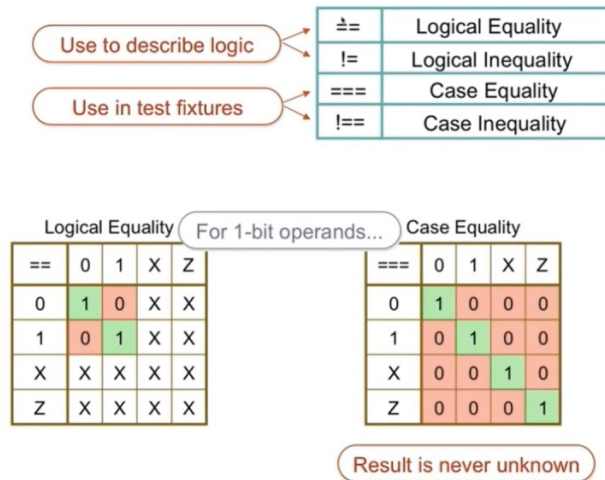 Use to describe logic
== Logical Equality
!= Logical Inequality
Use in test fixtures
=== Case Equality
!== Case Inequality
Logical Equality
For 1-bit operands...
Case Equality
== 0 1 X Z
0 1 0 X X
1 0 1 X X
X X X X X
Z X X X X
=== 0 1 X Z
0 1 0 0 0
1 0 1 0 0
X 0 0 1 0
Z 0 0 0 1
Result is never unknown